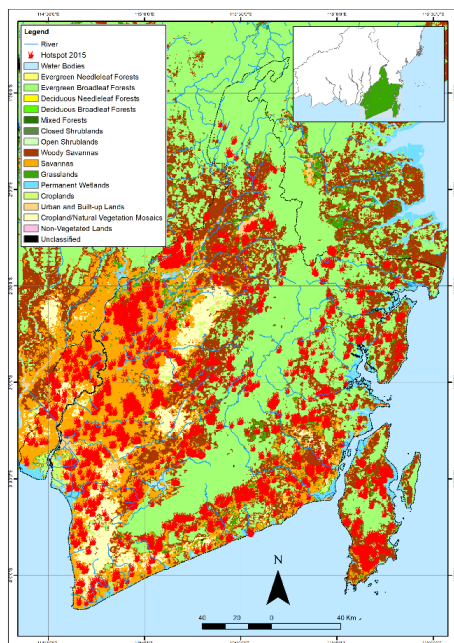 Legend
River
Hotspot 2015
Water Bodies
Evergreen Needleleaf Forests
Evergreen Broadleaf Forests
Deciduous Needleleaf Forests
Deciduous Broadleaf Forests
Mixed Forests
Closed Shrublands
Open Shrublands
Woody Savannas
Savannas
Grasslands
Permanent Wetlands
Croplands
Urban and Built-up Lands
Cropland/Natural Vegetation Mosaics
Non-Vegetated Lands
Unclassified
N
40 20 0 40 Km